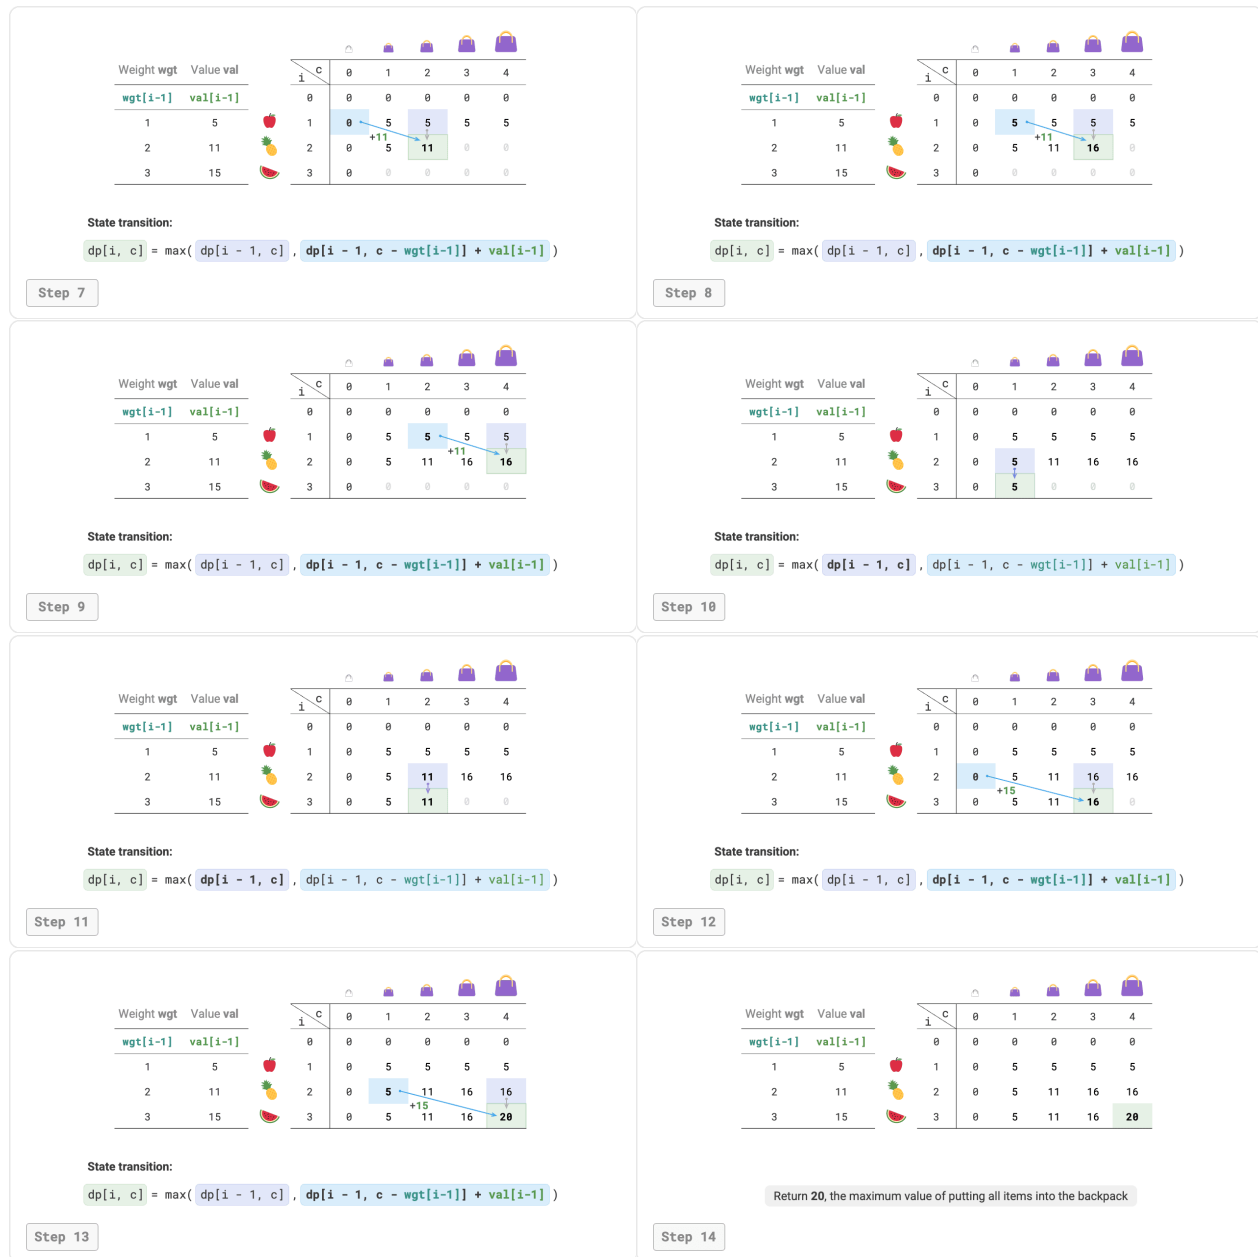 Weight wgt Value val i c 0 1 2 3 4
wgt[i-1] val[i-1] 0 0 0 0 0 0
1 5 1 0 5 5 5 5
+11
2 11 2 0 5 11 0 0
3 15 3 0 0 0 0 0
State transition:
dp[i, c] = max( dp[i - 1, c] , dp[i - 1, c - wgt[i-1]] + val[i-1] )
Step 7
Weight wgt Value val i c 0 1 2 3 4
wgt[i-1] val[i-1] 0 0 0 0 0 0
1 5 1 0 5 5 5 5
+11
2 11 2 0 5 11 16 0
3 15 3 0 0 0 0 0
State transition:
dp[i, c] = max( dp[i - 1, c] , dp[i - 1, c - wgt[i-1]] + val[i-1] )
Step 8
Weight wgt Value val i c 0 1 2 3 4
wgt[i-1] val[i-1] 0 0 0 0 0 0
1 5 1 0 5 5 5 5
+11
2 11 2 0 5 11 16 16
3 15 3 0 0 0 0 0
State transition:
dp[i, c] = max( dp[i - 1, c] , dp[i - 1, c - wgt[i-1]] + val[i-1] )
Step 9
Weight wgt Value val i c 0 1 2 3 4
wgt[i-1] val[i-1] 0 0 0 0 0 0
1 5 1 0 5 5 5 5
2 11 2 0 5 11 16 16
3 15 3 0 5 0 0 0
State transition:
dp[i, c] = max( dp[i - 1, c] , dp[i - 1, c - wgt[i-1]] + val[i-1] )
Step 10
Weight wgt Value val i c 0 1 2 3 4
wgt[i-1] val[i-1] 0 0 0 0 0 0
1 5 1 0 5 5 5 5
2 11 2 0 5 11 16 16
3 15 3 0 5 11 0 0
State transition:
dp[i, c] = max( dp[i - 1, c] , dp[i - 1, c - wgt[i-1]] + val[i-1] )
Step 11
Weight wgt Value val i c 0 1 2 3 4
wgt[i-1] val[i-1] 0 0 0 0 0 0
1 5 1 0 5 5 5 5
2 11 2 0 5 11 16 16
+15
3 15 3 0 5 11 16 0
State transition:
dp[i, c] = max( dp[i - 1, c] , dp[i - 1, c - wgt[i-1]] + val[i-1] )
Step 12
Weight wgt Value val i c 0 1 2 3 4
wgt[i-1] val[i-1] 0 0 0 0 0 0
1 5 1 0 5 5 5 5
2 11 2 0 5 11 16 16
+15
3 15 3 0 5 11 16 20
State transition:
dp[i, c] = max( dp[i - 1, c] , dp[i - 1, c - wgt[i-1]] + val[i-1] )
Step 13
Weight wgt Value val i c 0 1 2 3 4
wgt[i-1] val[i-1] 0 0 0 0 0 0
1 5 1 0 5 5 5 5
2 11 2 0 5 11 16 16
3 15 3 0 5 11 16 20
Return 20, the maximum value of putting all items into the backpack
Step 14